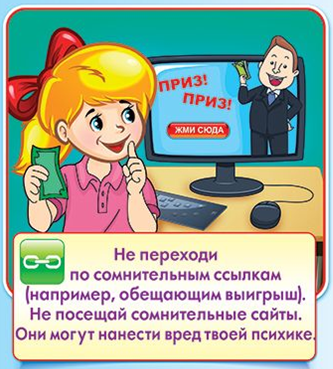 ПРИЗ!
ПРИЗ!
ЖМИ СЮДА
Не переходи
по сомнительным ссылкам
(например, обещающим выигрыш).
Не посещай сомнительные сайты.
Они могут нанести вред твоей психике.